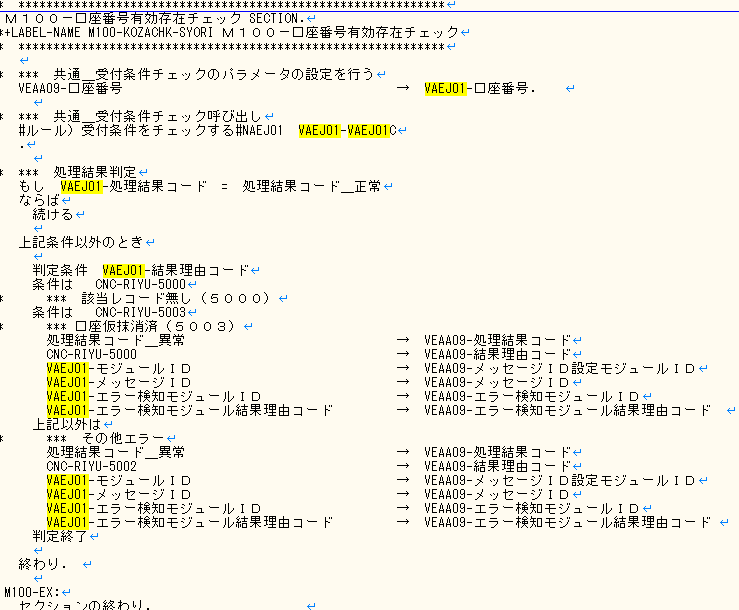 * *********************************************************
Ｍ１００－口座番号有効存在チェック SECTION.↵
*+LABEL-NAME M100-KOZACHK-SYORI Ｍ１００－口座番号有効存在チェック↵
* *********************************************************↵
↵
* *** 共通＿受付条件チェックのパラメータの設定を行う↵
VEAA09-口座番号 → VAEJ01-口座番号. ↵
↵
* *** 共通＿受付条件チェック呼び出し↵
#ルール）受付条件をチェックする#NAEJ01 VAEJ01-VAEJ01C↵
.↵
↵
* *** 処理結果判定↵
もし VAEJ01-処理結果コード = 処理結果コード＿正常↵
ならば↵
続ける↵
↵
上記条件以外のとき↵
↵
判定条件 VAEJ01-結果理由コード↵
条件は CNC-RIYU-5000↵
* *** 該当レコード無し（５０００）↵
条件は CNC-RIYU-5003↵
* *** 口座仮抹消済（５００３）↵
処理結果コード＿異常 → VEAA09-処理結果コード↵
CNC-RIYU-5000 → VEAA09-結果理由コード↵
VAEJ01-モジュールＩＤ → VEAA09-メッセージＩＤ設定モジュールＩＤ↵
VAEJ01-メッセージＩＤ → VEAA09-メッセージＩＤ↵
VAEJ01-エラー検知モジュールＩＤ → VEAA09-エラー検知モジュールＩＤ↵
VAEJ01-エラー検知モジュール結果理由コード → VEAA09-エラー検知モジュール結果理由コード ↵
上記以外は↵
* *** その他エラー↵
処理結果コード＿異常 → VEAA09-処理結果コード↵
CNC-RIYU-5002 → VEAA09-結果理由コード↵
VAEJ01-モジュールＩＤ → VEAA09-メッセージＩＤ設定モジュールＩＤ↵
VAEJ01-メッセージＩＤ → VEAA09-メッセージＩＤ↵
VAEJ01-エラー検知モジュールＩＤ → VEAA09-エラー検知モジュールＩＤ↵
VAEJ01-エラー検知モジュール結果理由コード → VEAA09-エラー検知モジュール結果理由コード ↵
判定終了↵
↵
終わり. ↵
↵
M100-EX:↵
セクションの終わり. ↵